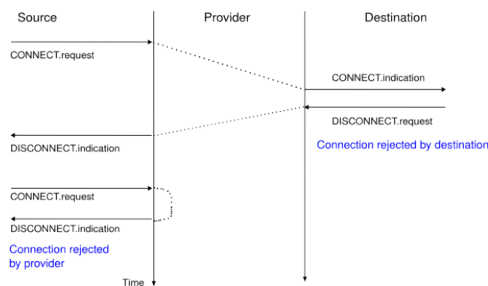 Source
Provider
Destination
CONNECT.request
CONNECT.indication
DISCONNECT.request
DISCONNECT.indication
Connection rejected by destination
CONNECT.request
DISCONNECT.indication
Connection rejected
by provider
Time